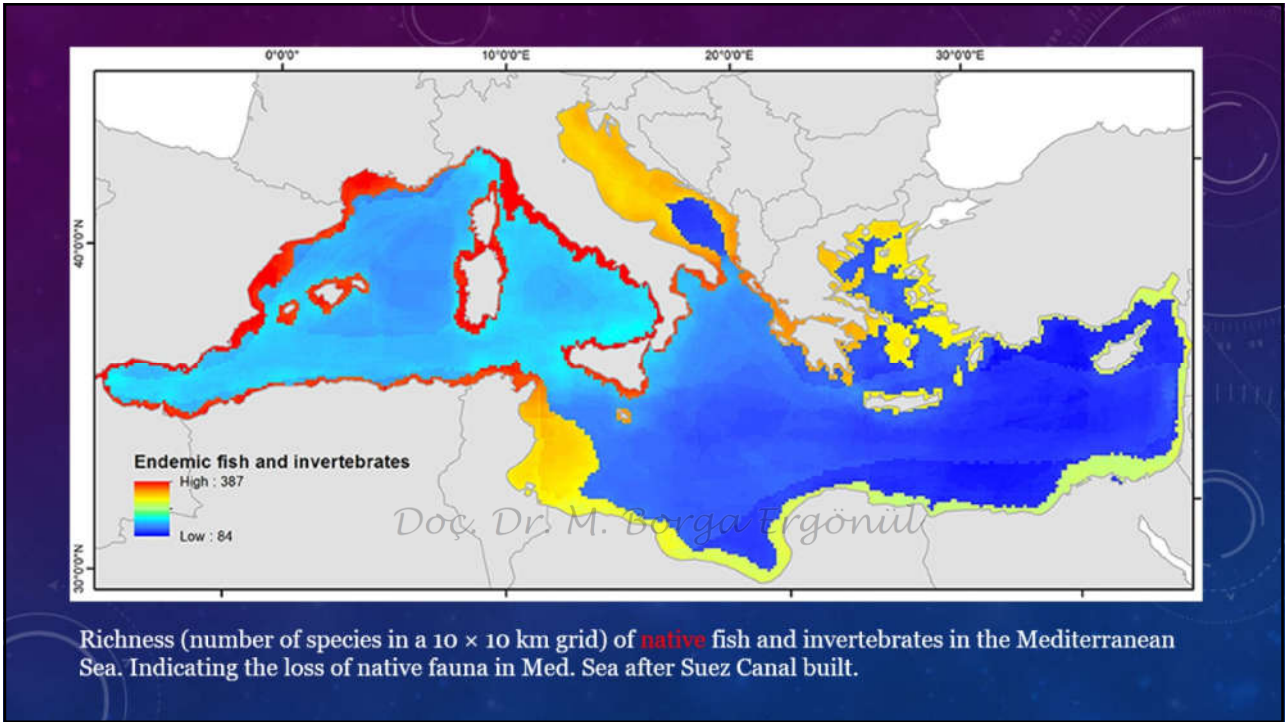 0°0'0"
10°0'0"E
20°0'0"E
30°0'0"E
40°0'0"N
30°0'0"N
Endemic fish and invertebrates
High : 387
Low : 84
Doç. Dr. M. Borga Ergönül
Richness (number of species in a 10 × 10 km grid) of native fish and invertebrates in the Mediterranean
Sea. Indicating the loss of native fauna in Med. Sea after Suez Canal built.